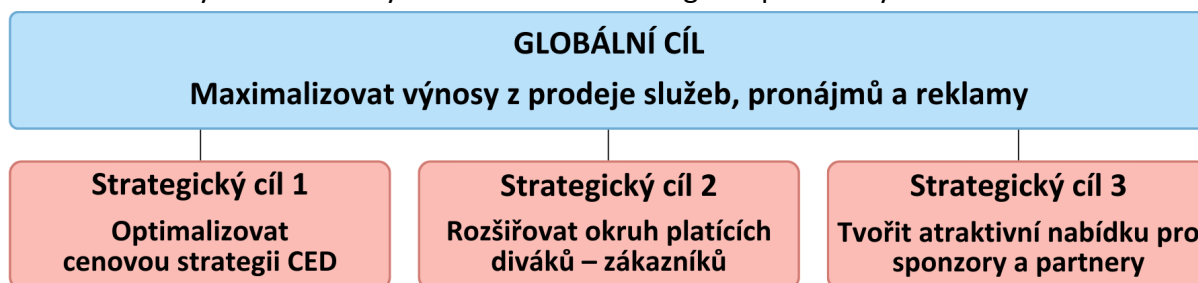 GLOBÁLNÍ CÍL
Maximalizovat výnosy z prodeje služeb, pronájmů a reklamy
Strategický cíl 1
Optimalizovat
cenovou strategii CED
Strategický cíl 2
Rozšiřovat okruh platících
diváků – zákazníků
Strategický cíl 3
Tvořit atraktivní nabídku pro
sponzory a partnery